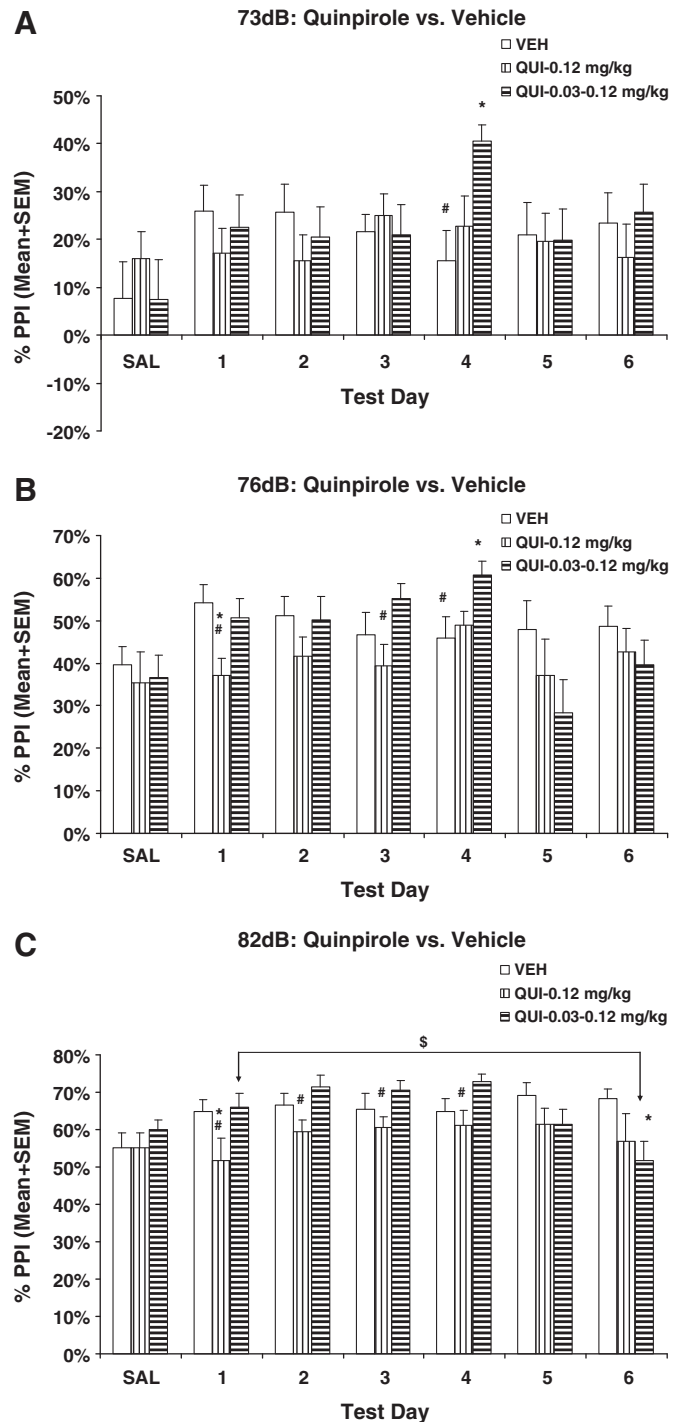 A
73dB: Quinpirole vs. Vehicle
VEH
QUI-0.12 mg/kg
QUI-0.03-0.12 mg/kg
% PPI (Mean+SEM)
50%
40%
30%
20%
10%
0%
-10%
-20%
#
*
SAL 1 2 3 4 5 6
Test Day
B
76dB: Quinpirole vs. Vehicle
VEH
QUI-0.12 mg/kg
QUI-0.03-0.12 mg/kg
% PPI (Mean+SEM)
70%
60%
50%
40%
30%
20%
10%
0%
*
#
#
#
*
SAL 1 2 3 4 5 6
Test Day
C
82dB: Quinpirole vs. Vehicle
VEH
QUI-0.12 mg/kg
QUI-0.03-0.12 mg/kg
$
% PPI (Mean+SEM)
80%
70%
60%
50%
40%
30%
20%
10%
0%
*
#
#
#
#
*
SAL 1 2 3 4 5 6
Test Day